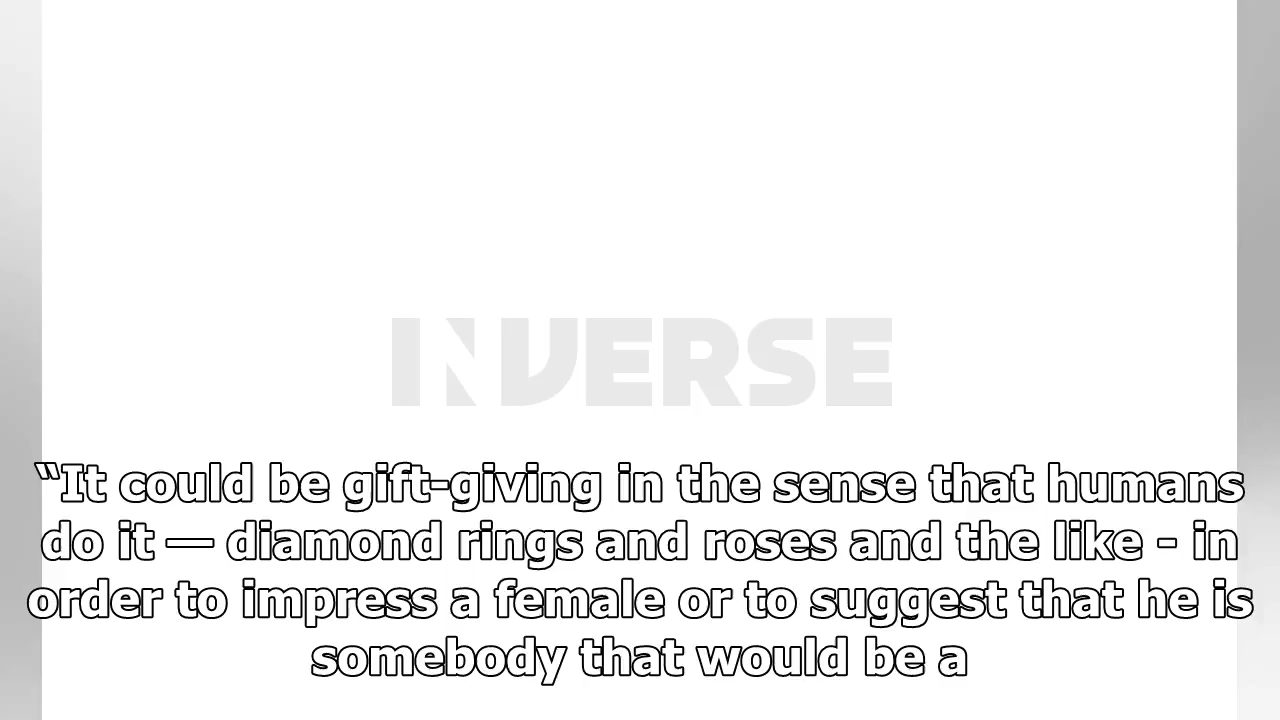 INVERSE
“It could be gift-giving in the sense that humans
do it — diamond rings and roses and the like - in
order to impress a female or to suggest that he is
somebody that would be a